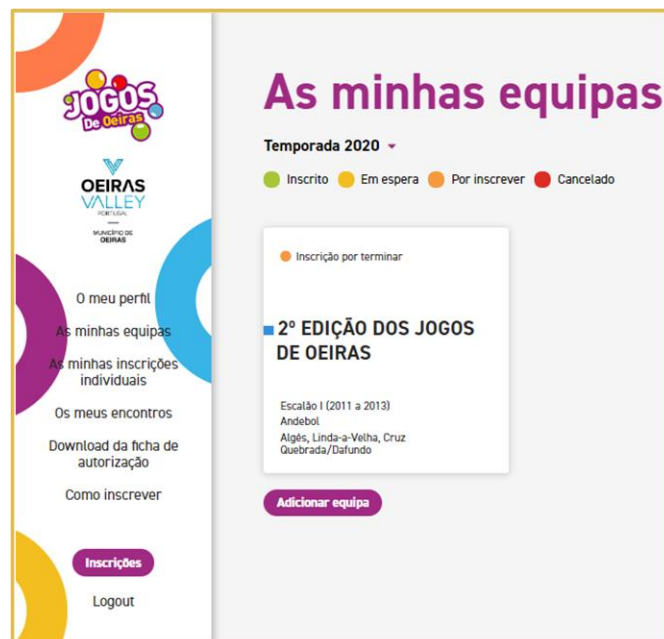 JOGOS
De Oeiras
OEIRAS
VALLEY
PORTUGAL
MUNICÍPIO DE
OEIRAS
O meu perfil
As minhas equipas
As minhas inscrições
individuais
Os meus encontros
Download da ficha de
autorização
Como inscrever
Inscrições
Logout
As minhas equipas
Temporada 2020
Inscrito Em espera Por inscrever Cancelado
Inscrição por terminar
2º EDIÇÃO DOS JOGOS
DE OEIRAS
Escalão I (2011 a 2013)
Andebol
Algés, Linda-a-Velha, Cruz
Quebrada/Dafundo
Adicionar equipa